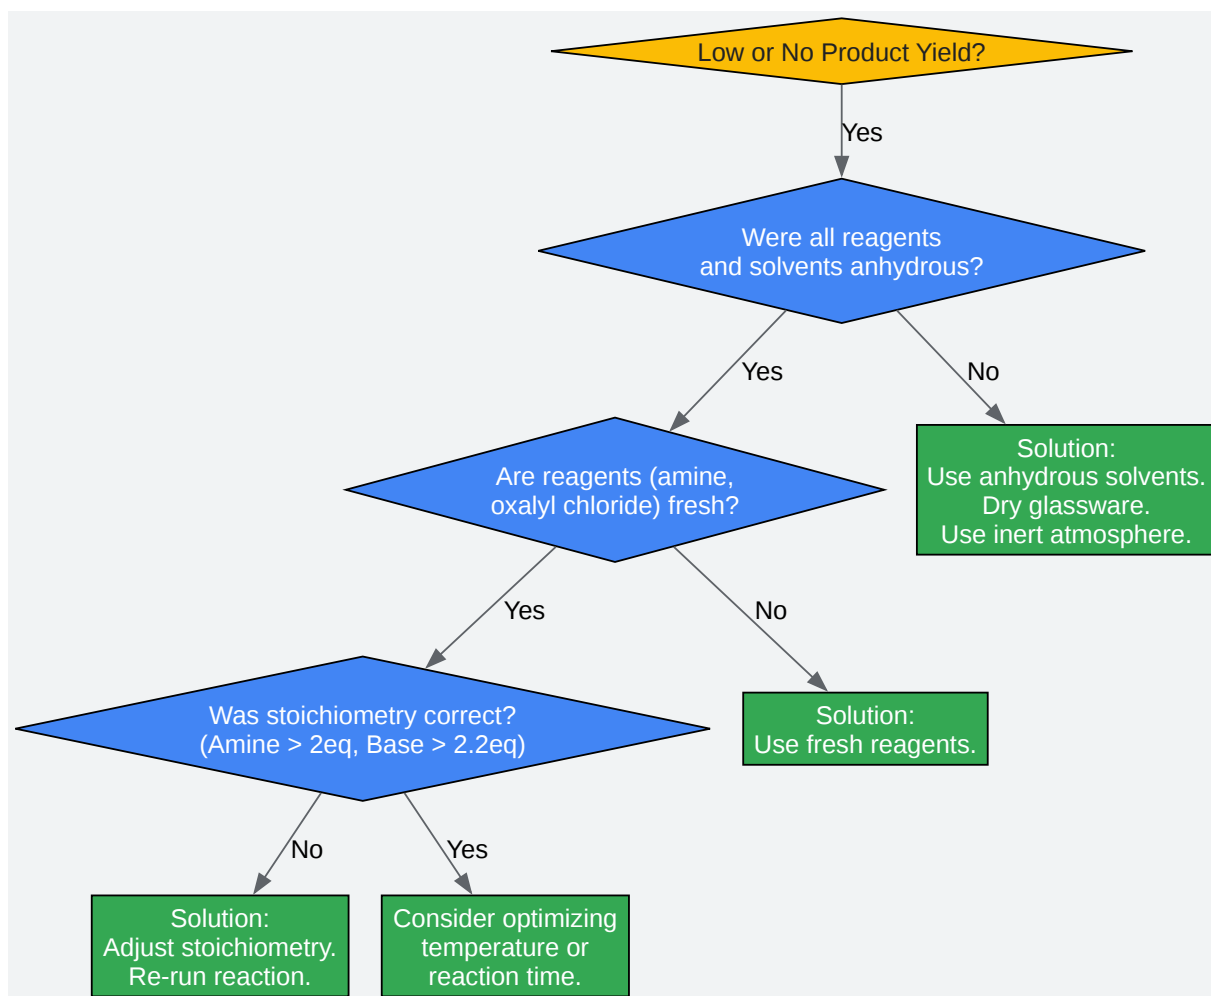 Low or No Product Yield?
Yes
Were all reagents
and solvents anhydrous?
Yes
No
Are reagents (amine,
oxalyl chloride) fresh?
Solution:
Use anhydrous solvents.
Dry glassware.
Use inert atmosphere.
Yes
No
Was stoichiometry correct?
(Amine > 2eq, Base > 2.2eq)
Solution:
Use fresh reagents.
No
Yes
Solution:
Adjust stoichiometry.
Re-run reaction.
Consider optimizing
temperature or
reaction time.